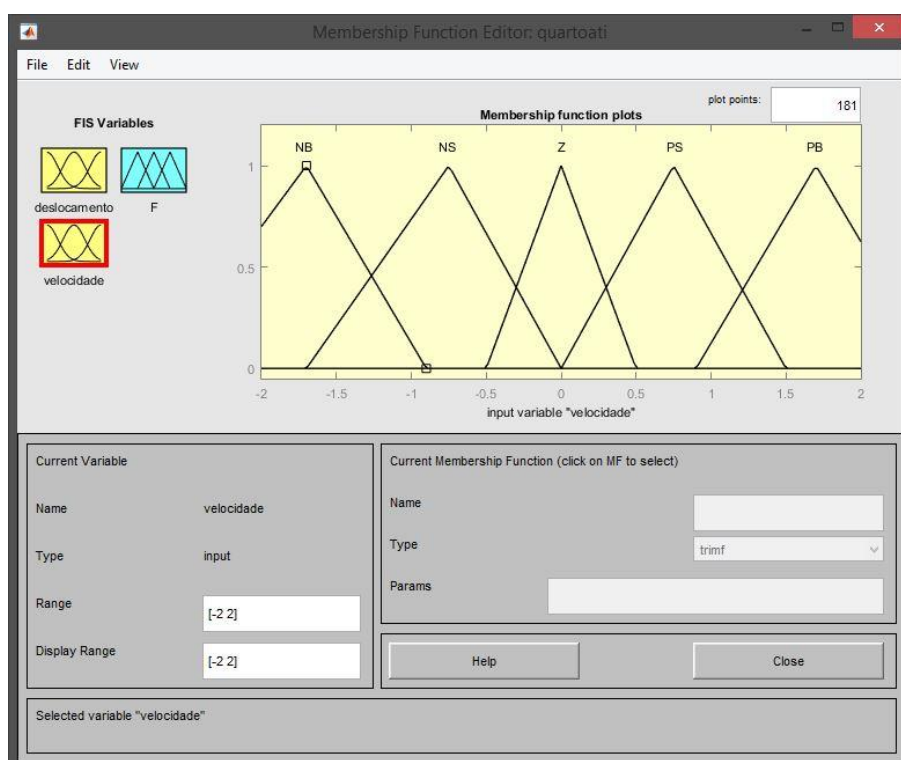 Membership Function Editor: quartoati
File Edit View
FIS Variables
deslocamento F
velocidade
plot points: 181
Membership function plots
NB NS Z PS PB
1
0.5
0
-2 -1.5 -1 -0.5 0 0.5 1 1.5 2
input variable "velocidade"
Current Variable
Name velocidade
Type input
Range [-2 2]
Display Range [-2 2]
Current Membership Function (click on MF to select)
Name
Type trimf
Params
Help Close
Selected variable "velocidade"